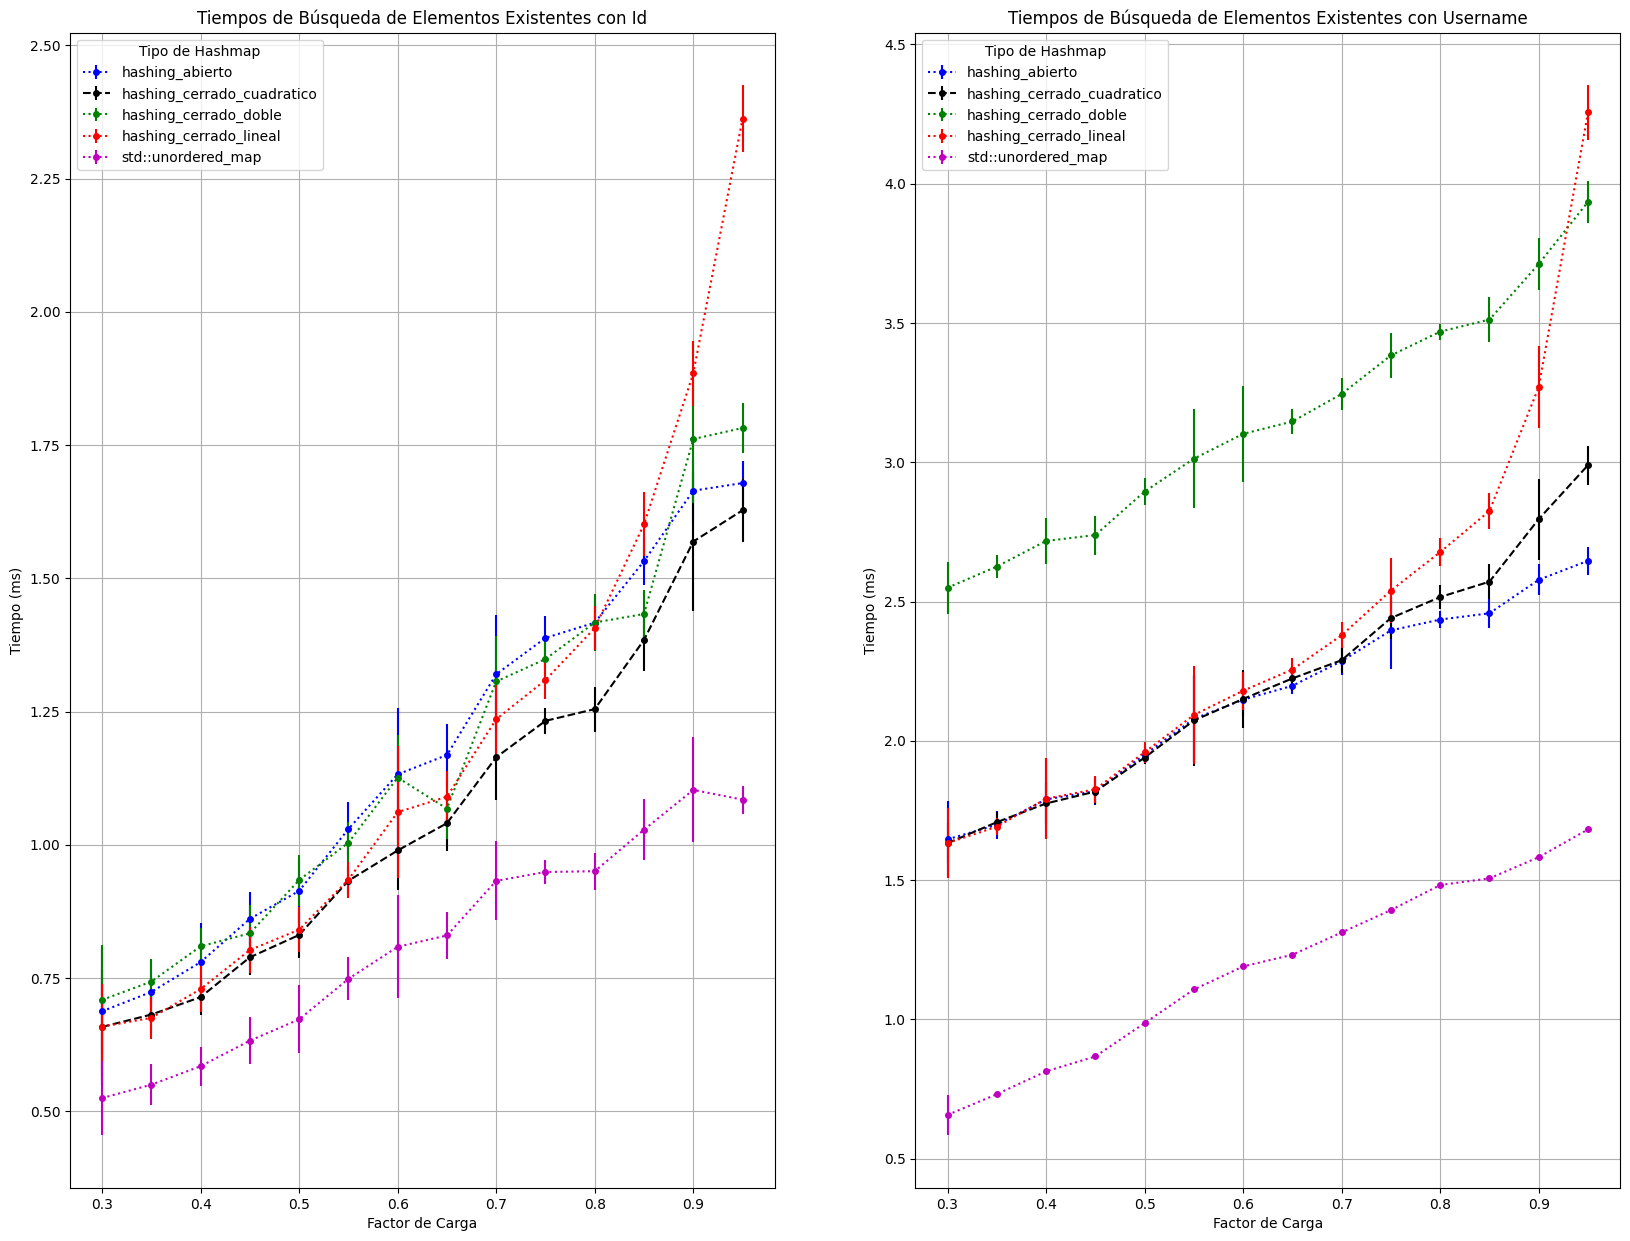 Tiempos de Búsqueda de Elementos Existentes con Id
Tipo de Hashmap
hashing_abierto
hashing_cerrado_cuadratico
hashing_cerrado_doble
hashing_cerrado_lineal
std::unordered_map
2.50
2.25
2.00
1.75
1.50
1.25
1.00
0.75
0.50
Tiempo (ms)
0.3 0.4 0.5 0.6 0.7 0.8 0.9
Factor de Carga
Tiempos de Búsqueda de Elementos Existentes con Username
Tipo de Hashmap
hashing_abierto
hashing_cerrado_cuadratico
hashing_cerrado_doble
hashing_cerrado_lineal
std::unordered_map
4.5
4.0
3.5
3.0
2.5
2.0
1.5
1.0
0.5
Tiempo (ms)
0.3 0.4 0.5 0.6 0.7 0.8 0.9
Factor de Carga